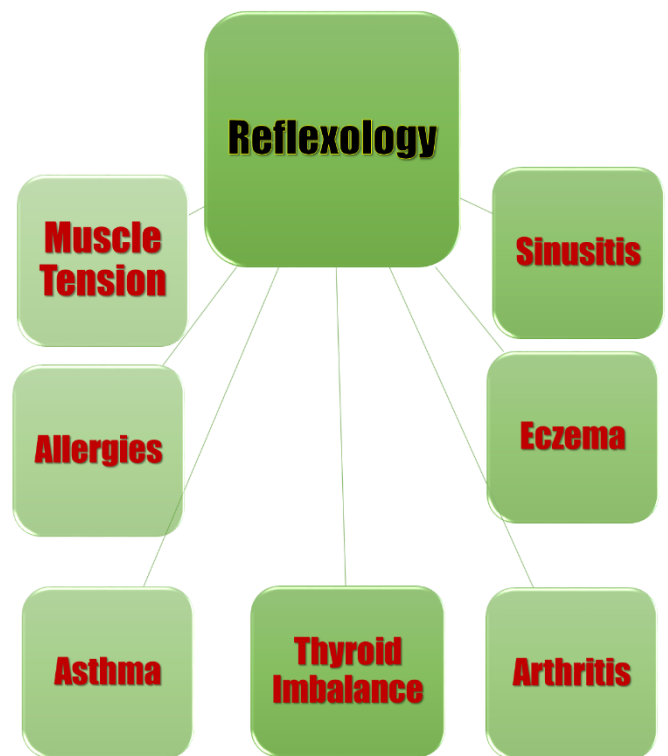 Reflexology
Muscle
Tension
Sinusitis
Allergies
Eczema
Asthma
Thyroid
Imbalance
Arthritis